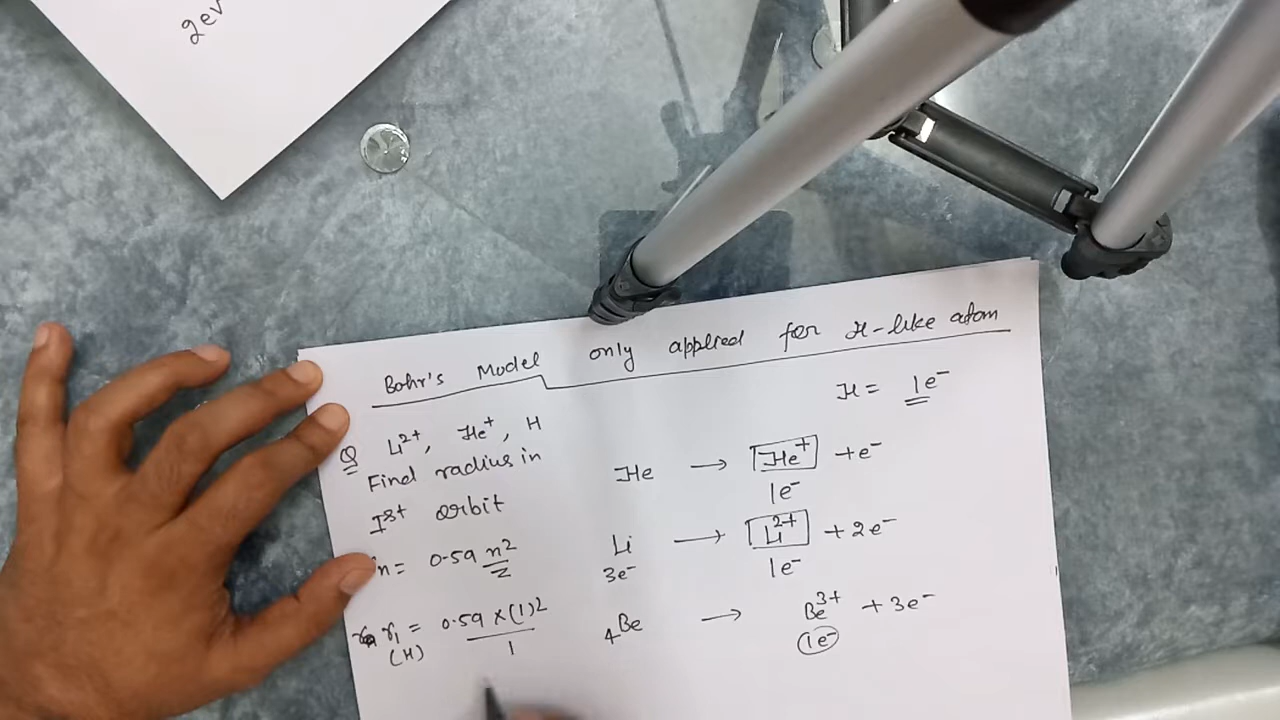 2ev
Bohr's Model only applied for H-like atom
H = 1e⁻
Q Li²⁺, He⁺, H
Find radius in
Ist orbit
n = 0.59 n²/Z
r₁ = 0.59 × (1)²/1
(H)
He → He⁺ + e⁻
1e⁻
Li → Li²⁺ + 2e⁻
3e⁻ 1e⁻
₄Be → Be³⁺ + 3e⁻
1e⁻